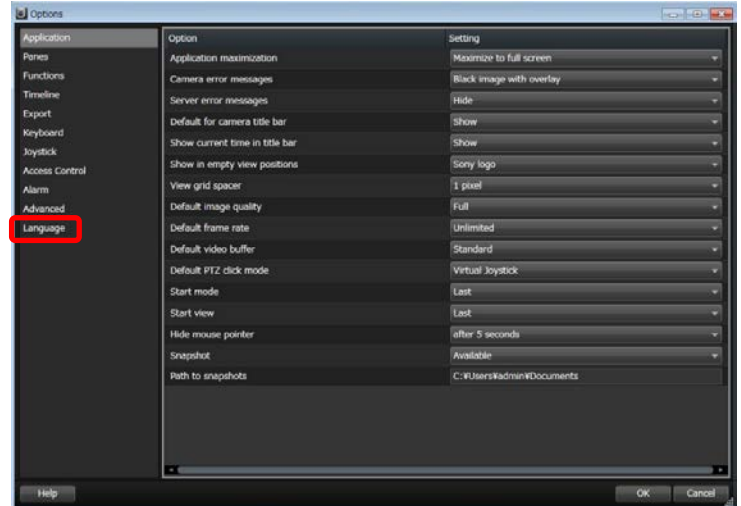 Options
Application
Panes
Functions
Timeline
Export
Keyboard
Joystick
Access Control
Alarm
Advanced
Language
Option Setting
Application maximization Maximize to full screen
Camera error messages Black image with overlay
Server error messages Hide
Default for camera title bar Show
Show current time in title bar Show
Show in empty view positions Sony logo
View grid spacer 1 pixel
Default image quality Full
Default frame rate Unlimited
Default video buffer Standard
Default PTZ click mode Virtual Joystick
Start mode Last
Start view Last
Hide mouse pointer after 5 seconds
Snapshot Available
Path to snapshots C:¥Users¥admin¥Documents
Help OK Cancel